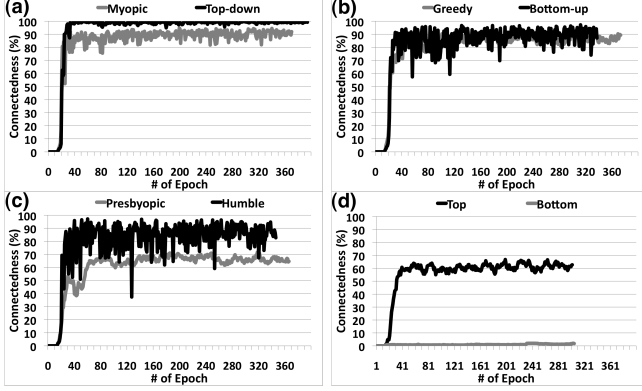 (a) Myopic Top-down
Connectedness (%)
100
90
80
70
60
50
40
30
20
10
0
0 40 80 120 160 200 240 280 320 360
# of Epoch
(b) Greedy Bottom-up
Connectedness (%)
100
90
80
70
60
50
40
30
20
10
0
0 40 80 120 160 200 240 280 320 360
# of Epoch
(c) Presbyopic Humble
Connectedness (%)
100
90
80
70
60
50
40
30
20
10
0
0 40 80 120 160 200 240 280 320 360
# of Epoch
(d) Top Bottom
Connectedness (%)
100
90
80
70
60
50
40
30
20
10
0
1 41 81 121 161 201 241 281 321 361
# of Epoch